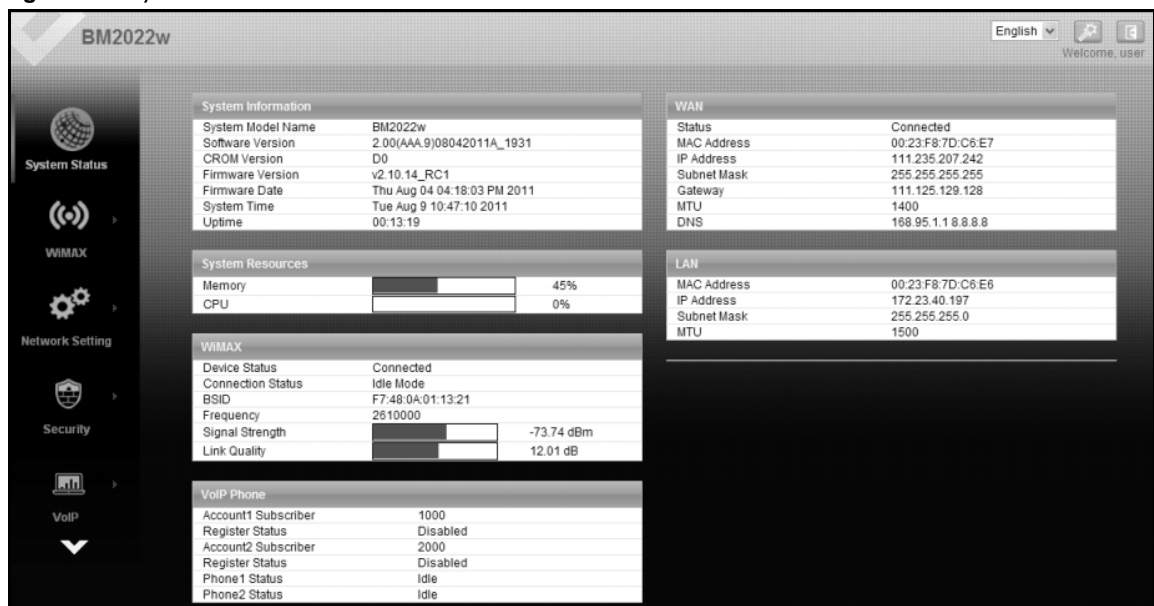 BM2022w
English
Welcome, user
System Status
WiMAX
Network Setting
Security
VoIP
System Information
System Model Name BM2022w
Software Version 2.00(AAA.9)08042011A_1931
CROM Version D0
Firmware Version v2.10.14_RC1
Firmware Date Thu Aug 04 04:18:03 PM 2011
System Time Tue Aug 9 10:47:10 2011
Uptime 00:13:19
System Resources
Memory 45%
CPU 0%
WiMAX
Device Status Connected
Connection Status Idle Mode
BSID F7:48:0A:01:13:21
Frequency 2610000
Signal Strength -73.74 dBm
Link Quality 12.01 dB
VoIP Phone
Account1 Subscriber 1000
Register Status Disabled
Account2 Subscriber 2000
Register Status Disabled
Phone1 Status Idle
Phone2 Status Idle
WAN
Status Connected
MAC Address 00:23:F8:7D:C6:E7
IP Address 111.235.207.242
Subnet Mask 255.255.255.255
Gateway 111.125.129.128
MTU 1400
DNS 168.95.1.1 8.8.8.8
LAN
MAC Address 00:23:F8:7D:C6:E6
IP Address 172.23.40.197
Subnet Mask 255.255.255.0
MTU 1500